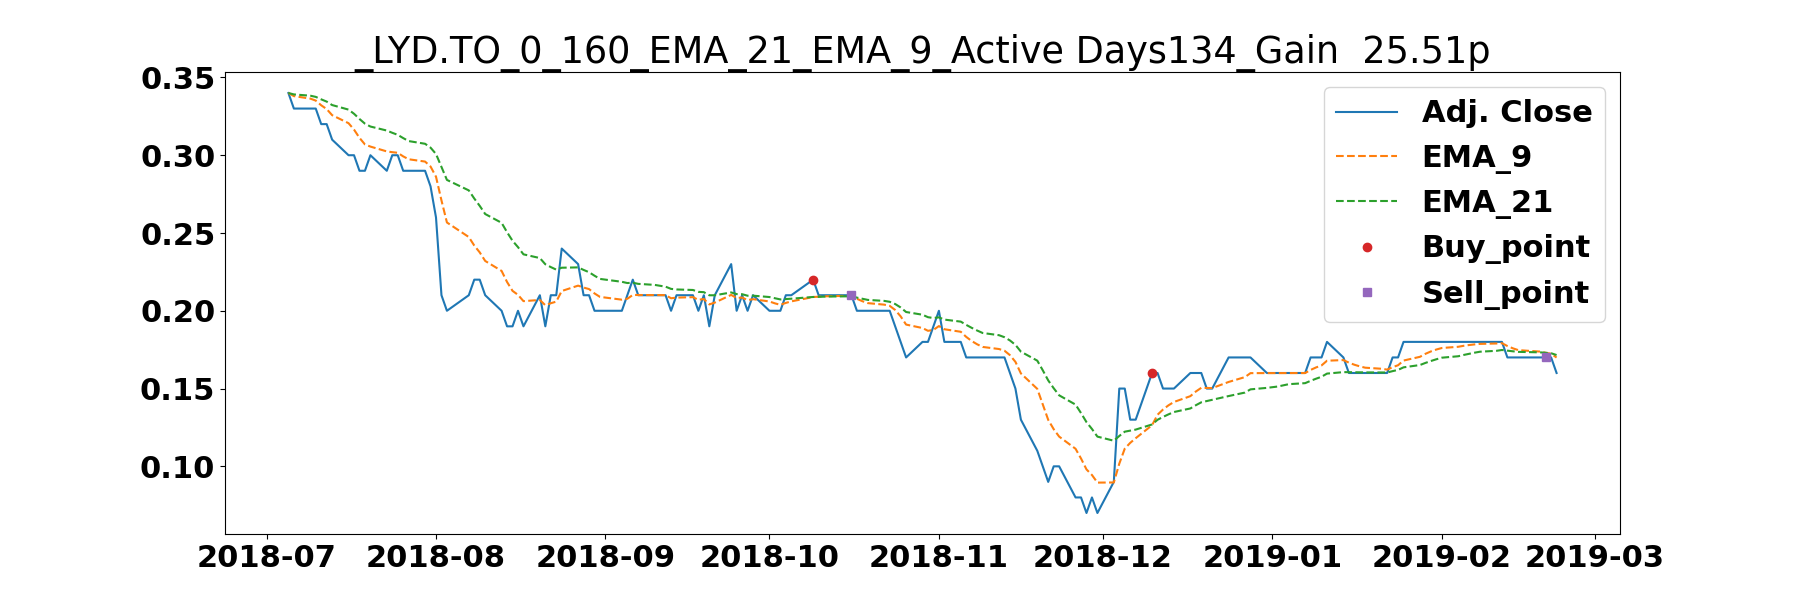 _LYD.TO_0_160_EMA_21_EMA_9_Active Days134_Gain  25.51p
0.35
0.30
0.25
0.20
0.15
0.10
2018-07 2018-08 2018-09 2018-10 2018-11 2018-12 2019-01 2019-02 2019-03
Adj. Close
EMA_9
EMA_21
Buy_point
Sell_point